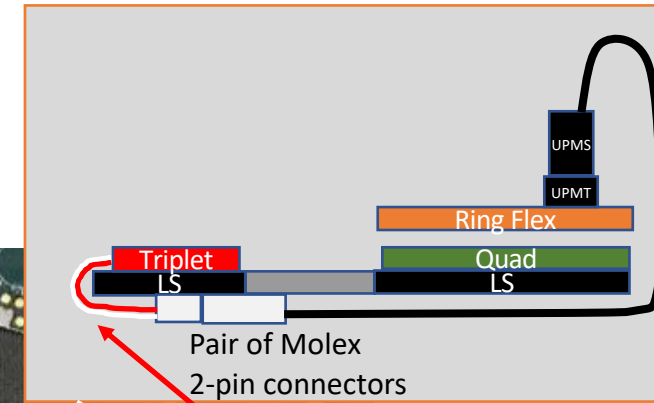 UPMS
UPMT
Ring Flex
Triplet
Quad
LS
LS
Pair of Molex
2-pin connectors